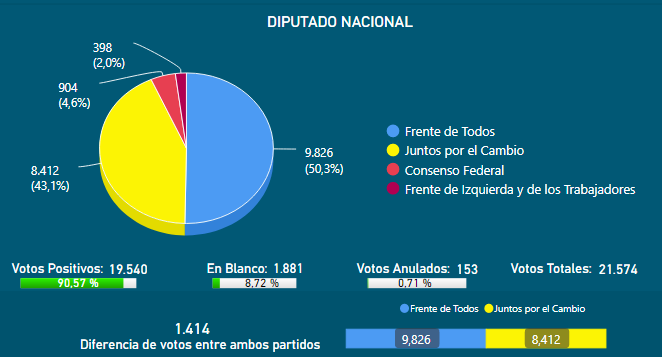 DIPUTADO NACIONAL
398
(2,0%)
904
(4,6%)
8.412
(43,1%)
9.826
(50,3%)
Frente de Todos
Juntos por el Cambio
Consenso Federal
Frente de Izquierda y de los Trabajadores
Votos Positivos: 19.540
90,57 %
En Blanco: 1.881
8,72 %
Votos Anulados: 153
0,71 %
Votos Totales: 21.574
Frente de Todos Juntos por el Cambio
1.414
Diferencia de votos entre ambos partidos
9,826 8,412